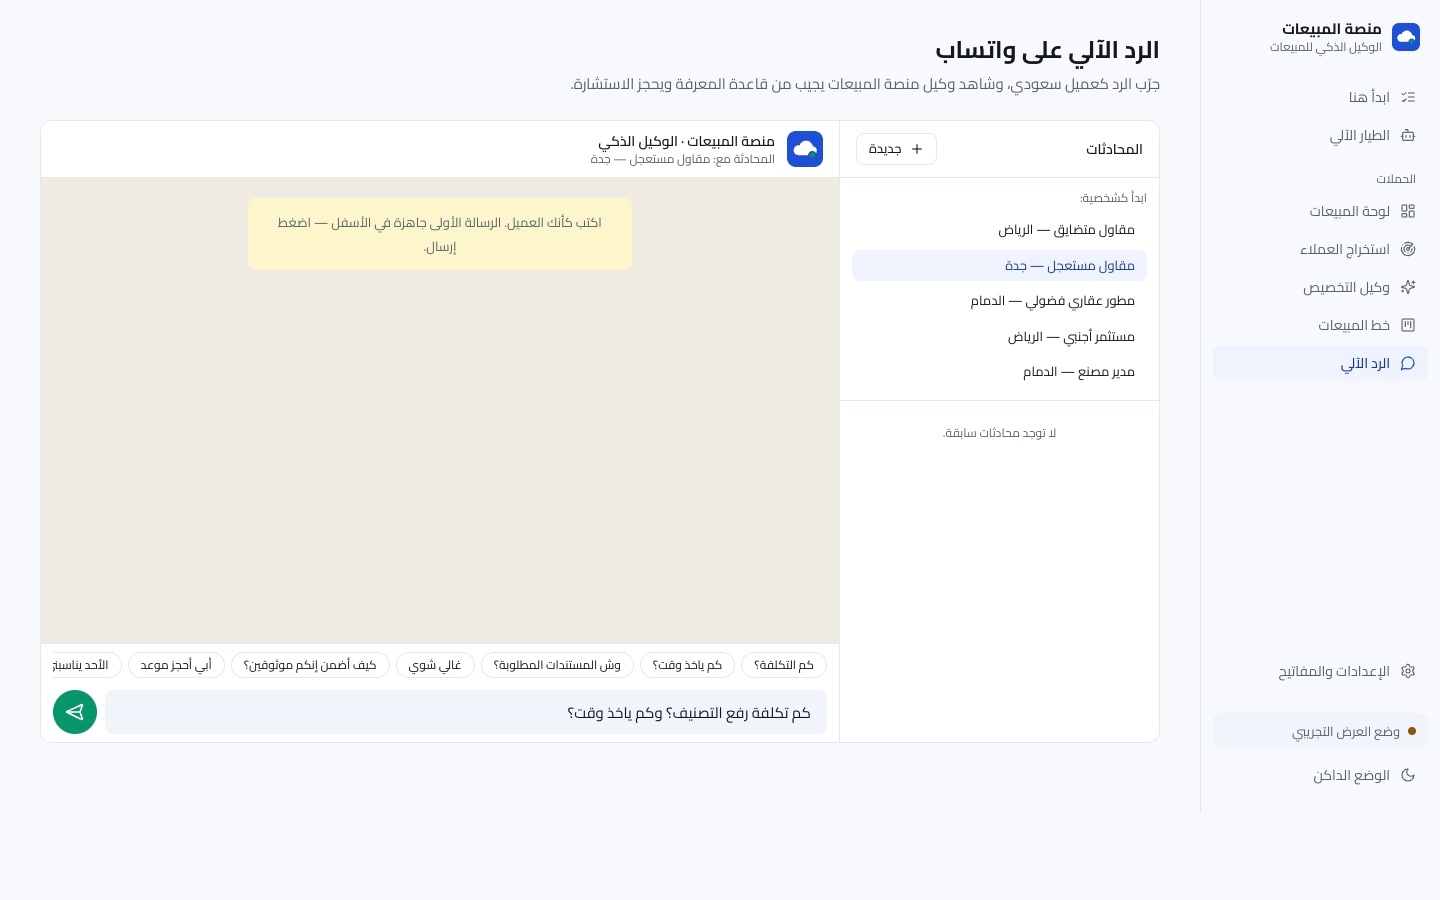 منصة المبيعات
الوكيل الذكي للمبيعات
ابدأ هنا
الطيار الآلي
الحملات
لوحة المبيعات
استخراج العملاء
وكيل التخصيص
خط المبيعات
الرد الآلي
الإعدادات والمفاتيح
وضع العرض التجريبي
الوضع الداكن
الرد الآلي على واتساب
جرّب الرد كعميل سعودي، وشاهد وكيل منصة المبيعات يجيب من قاعدة المعرفة ويحجز الاستشارة.
المحادثات
جديدة
ابدأ كشخصية:
مقاول متضايق — الرياض
مقاول مستعجل — جدة
مطور عقاري فضولي — الدمام
مستثمر أجنبي — الرياض
مدير مصنع — الدمام
لا توجد محادثات سابقة.
منصة المبيعات · الوكيل الذكي
المحادثة مع: مقاول مستعجل — جدة
اكتب كأنك العميل. الرسالة الأولى جاهزة في الأسفل — اضغط
إرسال.
كم التكلفة؟
كم ياخذ وقت؟
وش المستندات المطلوبة؟
غالي شوي
كيف أضمن إنكم موثوقين؟
أبي أحجز موعد
الأحد
كم تكلفة رفع التصنيف؟ وكم ياخذ وقت؟